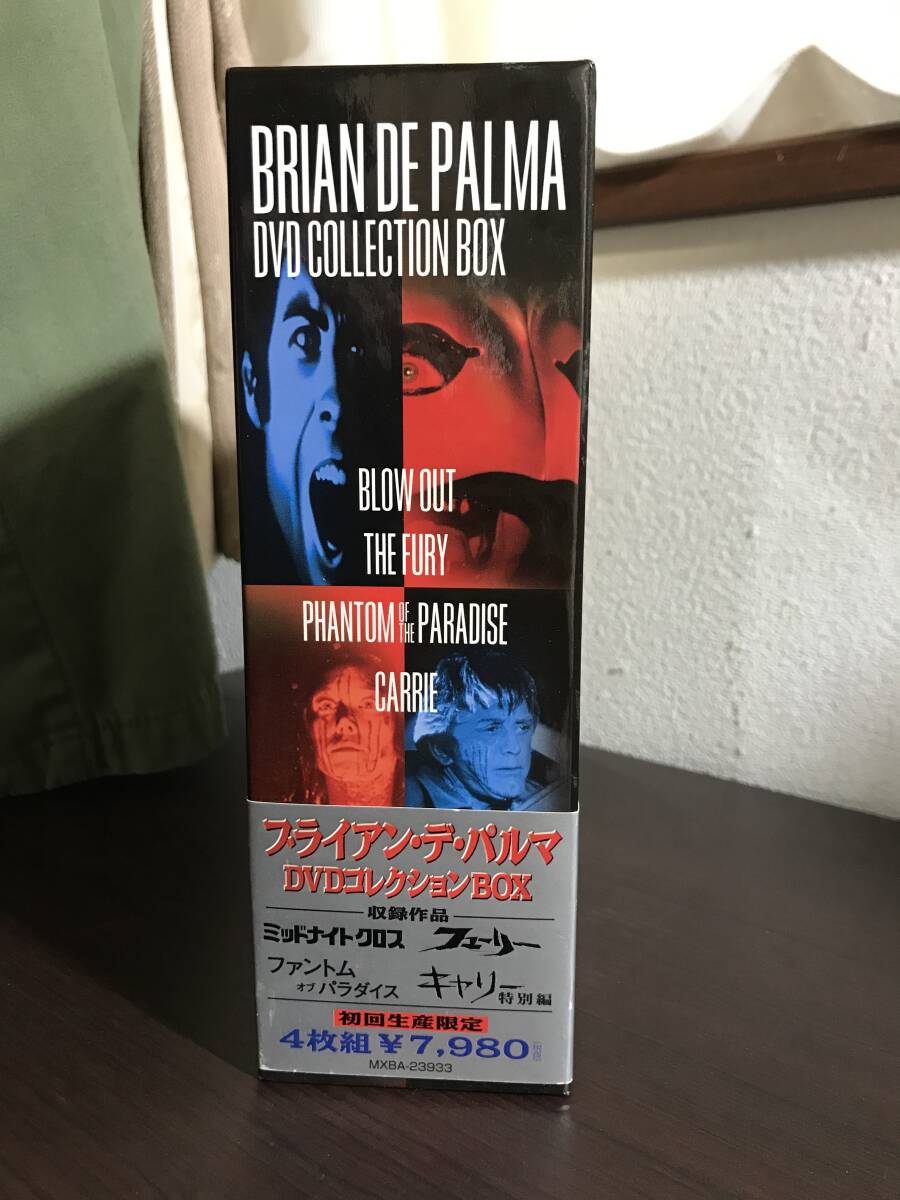 BRIAN DE PALMA
DVD COLLECTION BOX
BLOW OUT
THE FURY
PHANTOM OF THE PARADISE
CARRIE
ブライアン・デ・パルマ
DVDコレクションBOX
収録作品
ミッドナイトクロス フューリー
ファントム オブ パラダイス キャリー 特別編
初回生産限定
4枚組 ¥7,980
MXBA-23933